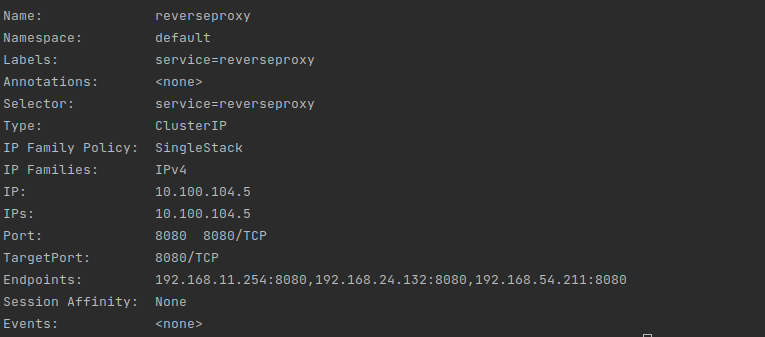 Name:              reverseproxy
Namespace:         default
Labels:            service=reverseproxy
Annotations:       <none>
Selector:          service=reverseproxy
Type:              ClusterIP
IP Family Policy:  SingleStack
IP Families:       IPv4
IP:                10.100.104.5
IPs:               10.100.104.5
Port:              8080  8080/TCP
TargetPort:        8080/TCP
Endpoints:         192.168.11.254:8080,192.168.24.132:8080,192.168.54.211:8080
Session Affinity:  None
Events:            <none>